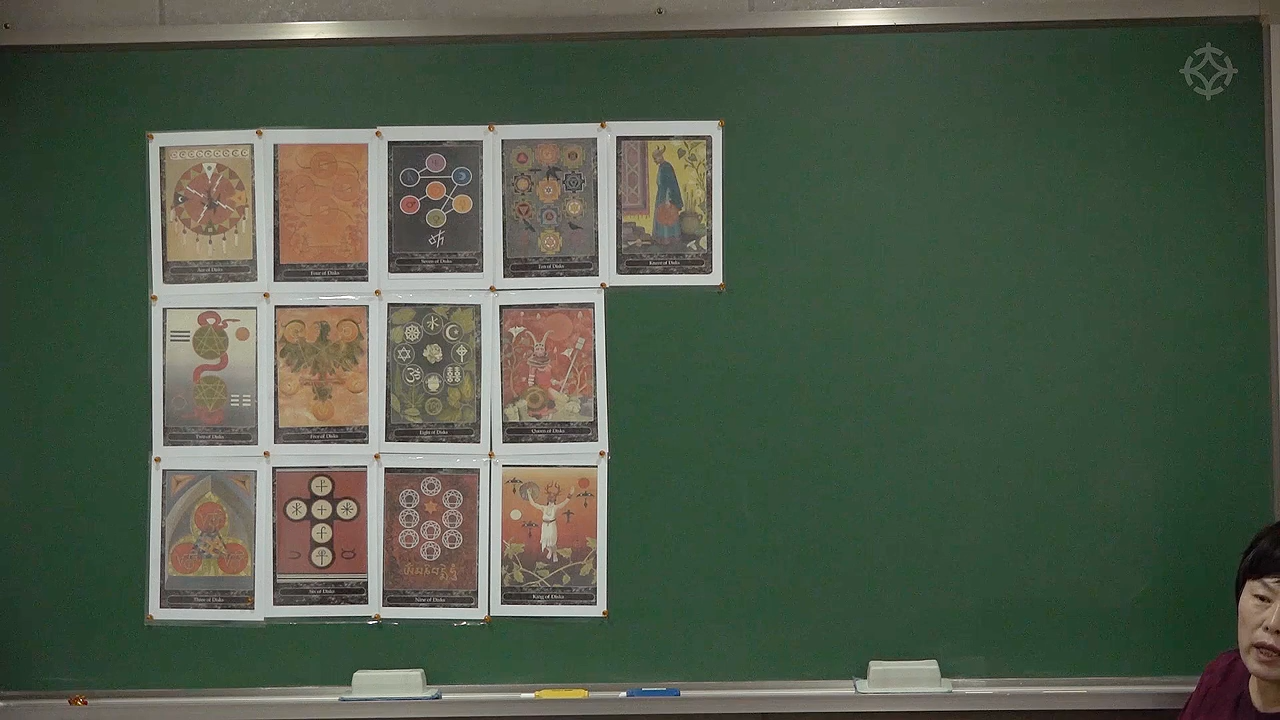 Ace of Disks
Four of Disks
Seven of Disks
Ten of Disks
Knave of Disks
Two of Disks
Five of Disks
Eight of Disks
Queen of Disks
Three of Disks
Six of Disks
Nine of Disks
King of Disks